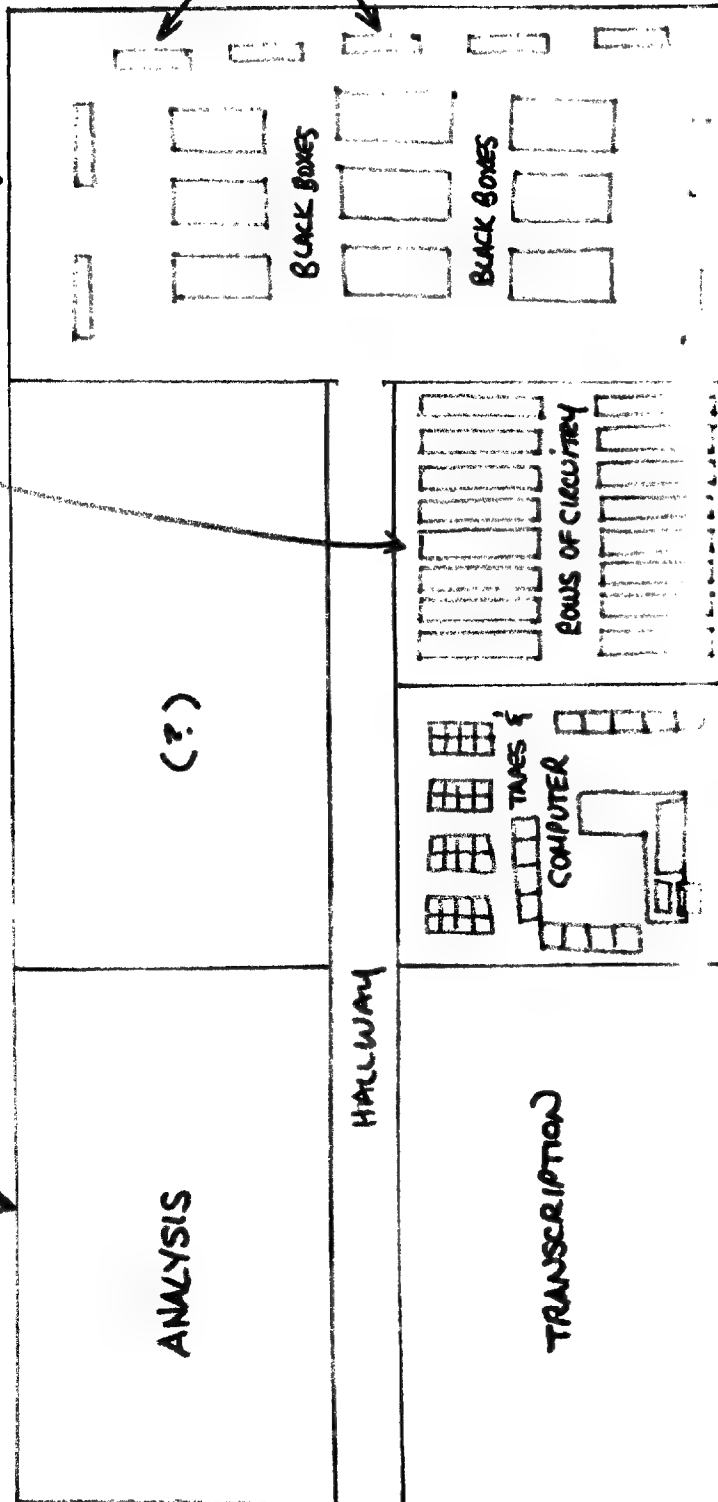 BLACK BOXES
BLACK BOXES
(?)
ROWS OF CIRCUITRY
TAPES &
COMPUTER
ANALYSIS
HALLWAY
TRANSCRIPTION